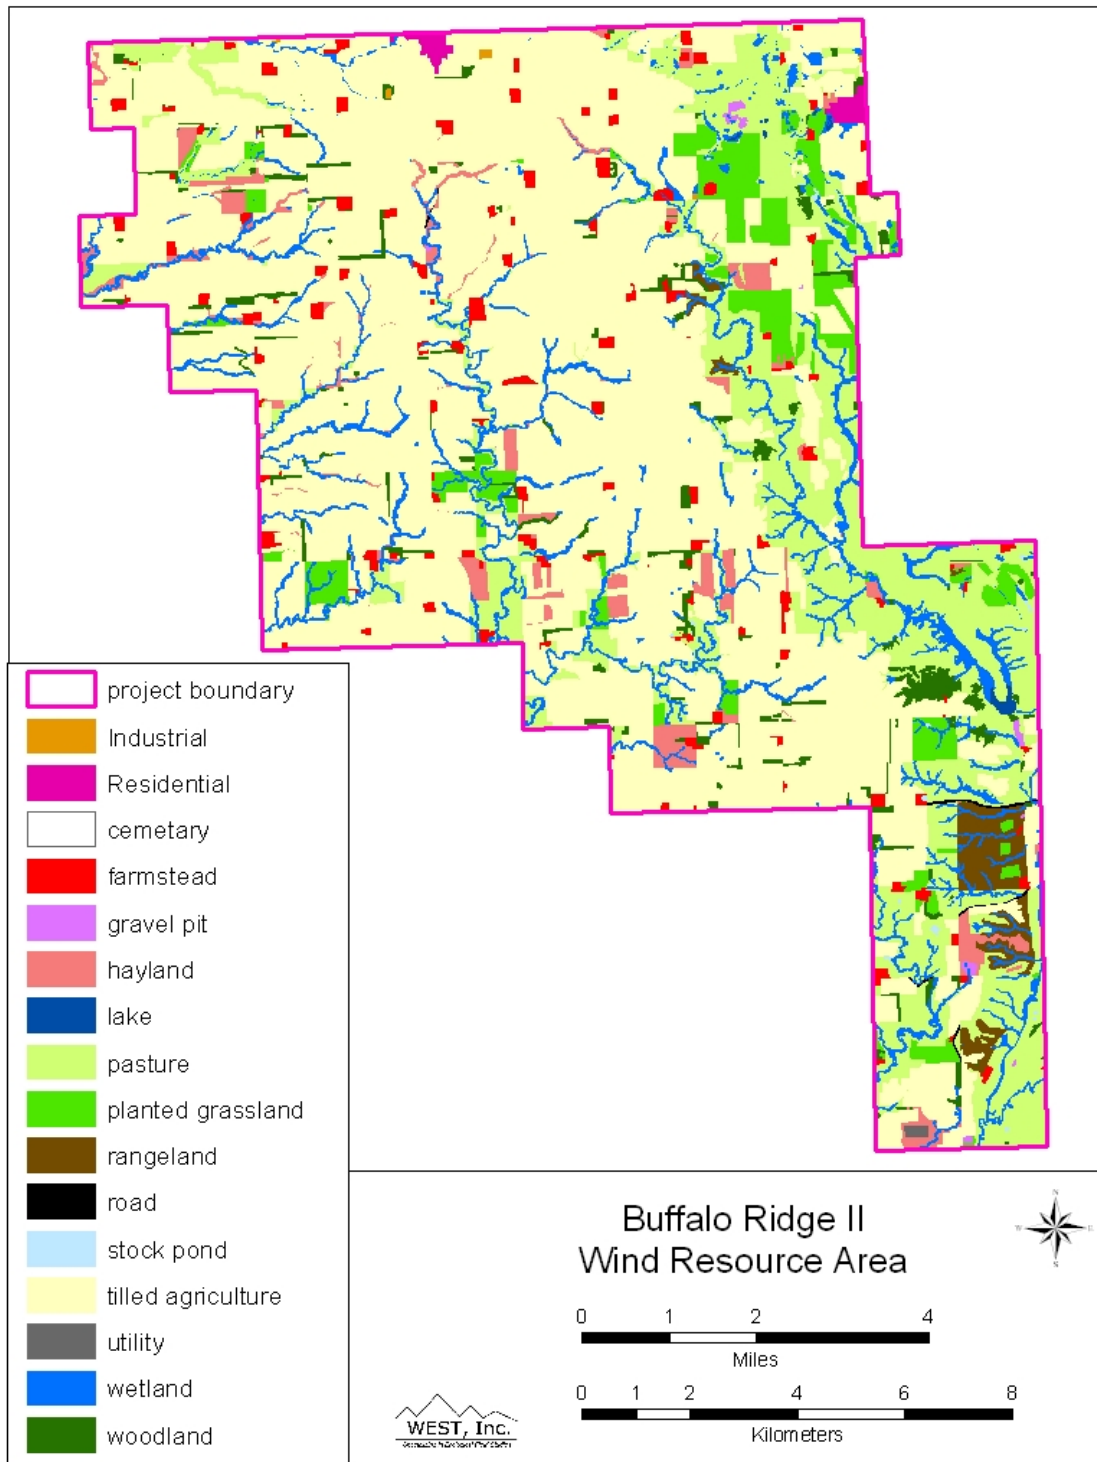 project boundary
Industrial
Residential
cemetary
farmstead
gravel pit
hayland
lake
pasture
planted grassland
rangeland
road
stock pond
tilled agriculture
utility
wetland
woodland
Buffalo Ridge II
Wind Resource Area
N
W E
S
0 1 2 4
Miles
0 1 2 4 6 8
Kilometers
WEST, Inc.